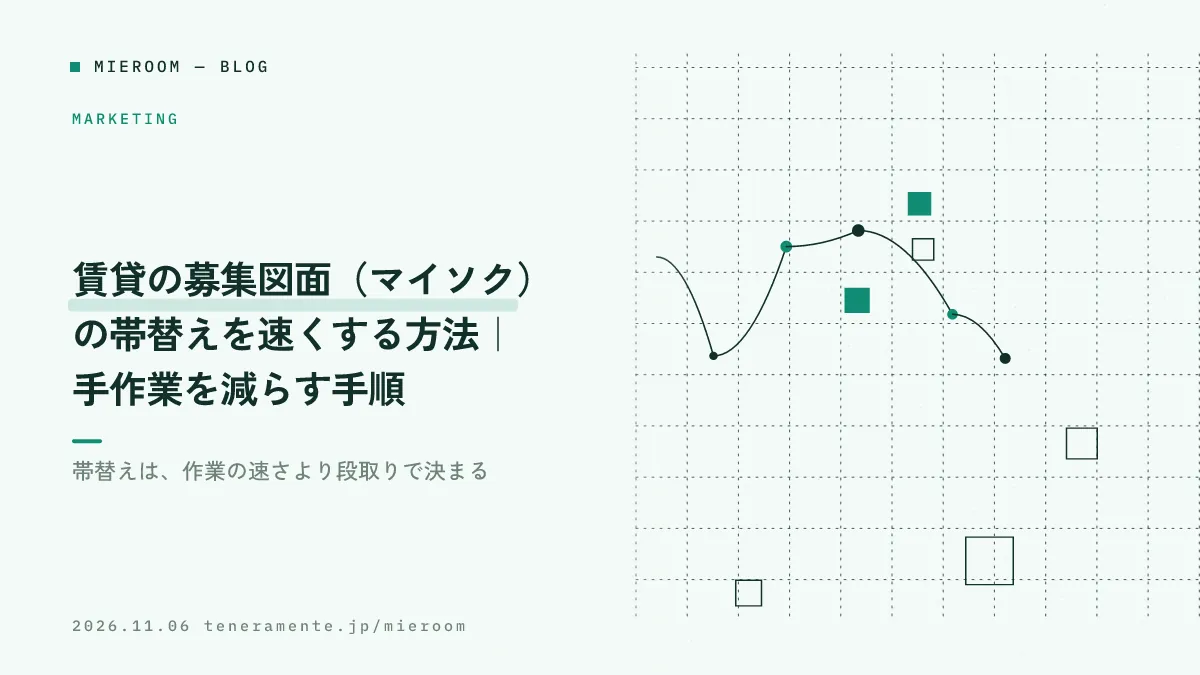 MIEROOM — BLOG
MARKETING
賃貸の募集図面（マイソク）
の帯替えを速くする方法｜
手作業を減らす手順
帯替えは、作業の速さより段取りで決まる
2026.11.06 teneramente.jp/mieroom